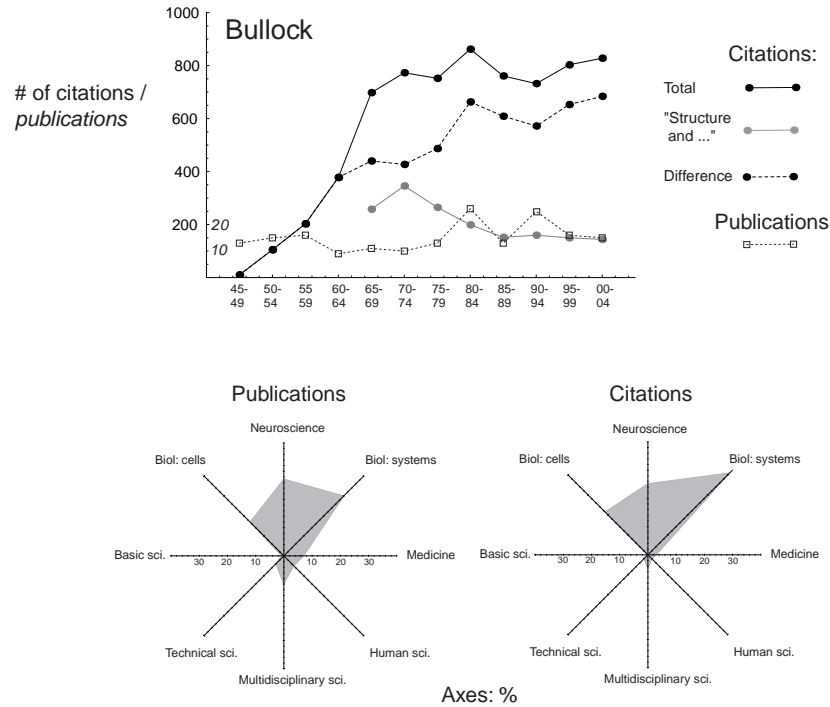 1000
Bullock
Citations:
800
# of citations /
publications
Total
"Structure
and ..."
600
400
Difference
Publications
20
200
10
45- 50- 55 60- 65- 70- 75- 80- 85- 90- 95- 00-
49 54 59 64 69 74 79 84 89 94 99 04
Publications
Citations
Neuroscience
Neuroscience
Biol: cells
Biol: systems
Biol: cells
Biol: systems
Basic sci.
30 10 10 20 30
Medicine
Basic sci.
30 10 10 20 30
Medicine
Technical sci.
Human sci.
Technical sci.
Human sci.
Multidisciplinary sci.
Multidisciplinary sci.
Axes: %